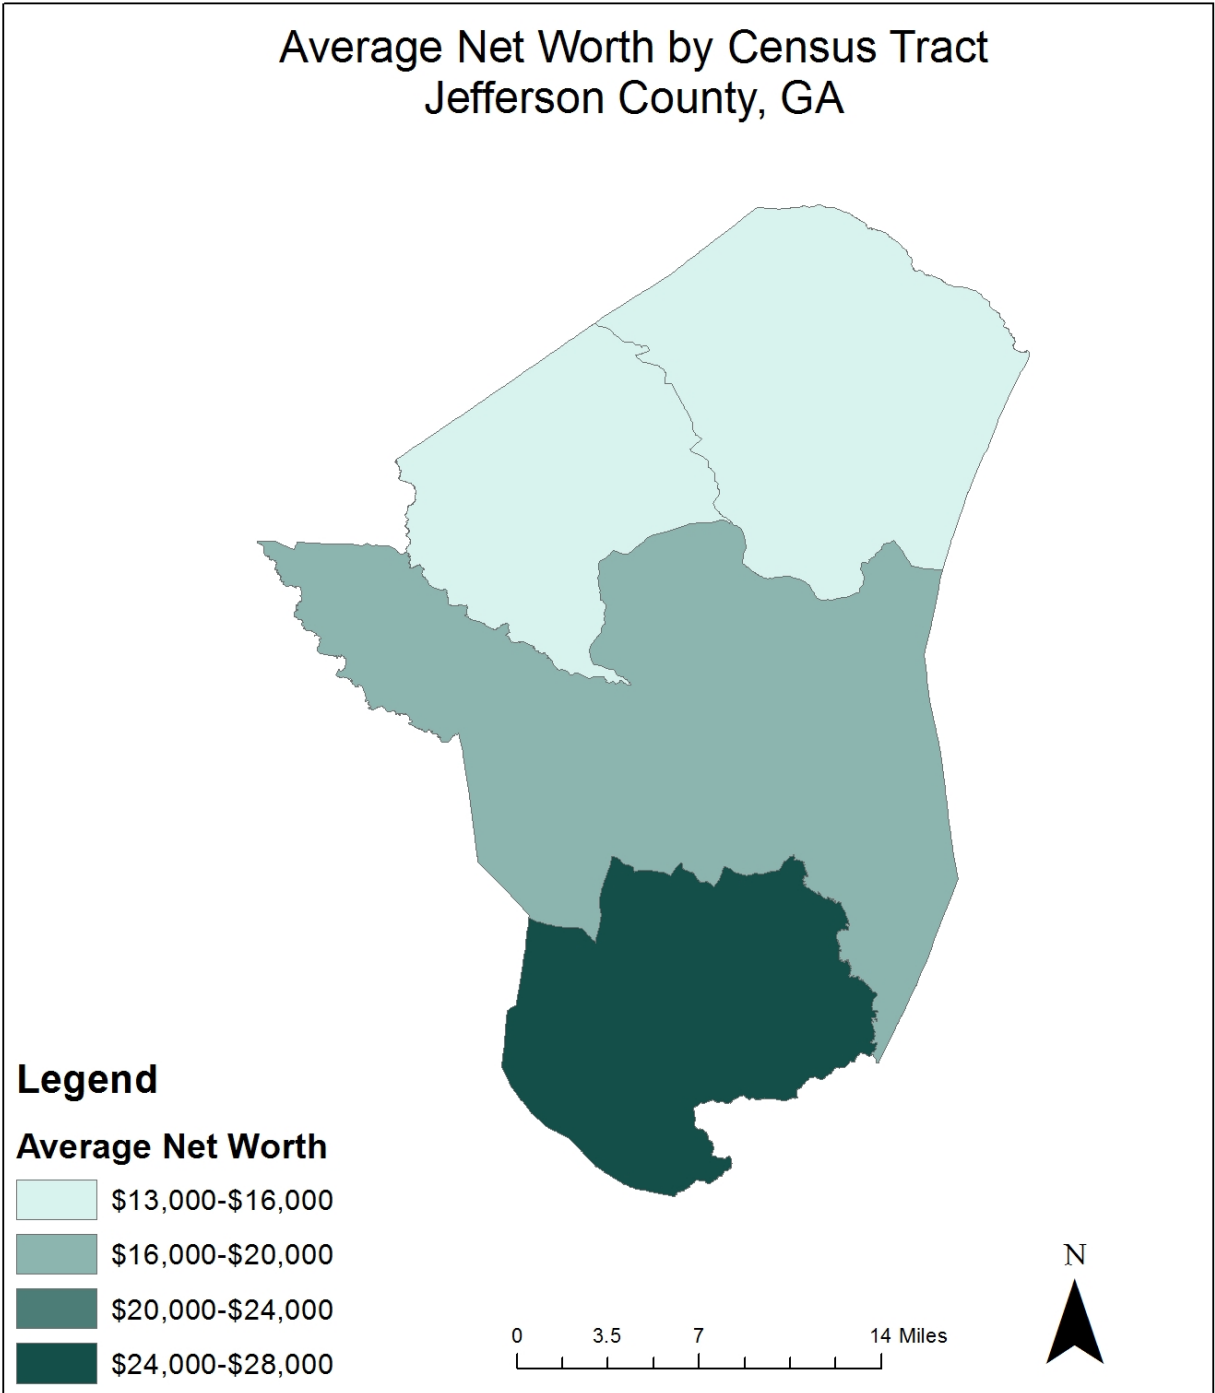 Average Net Worth by Census Tract
Jefferson County, GA
Legend
Average Net Worth
$13,000-$16,000
$16,000-$20,000
$20,000-$24,000
$24,000-$28,000
0 3.5 7 14 Miles
N